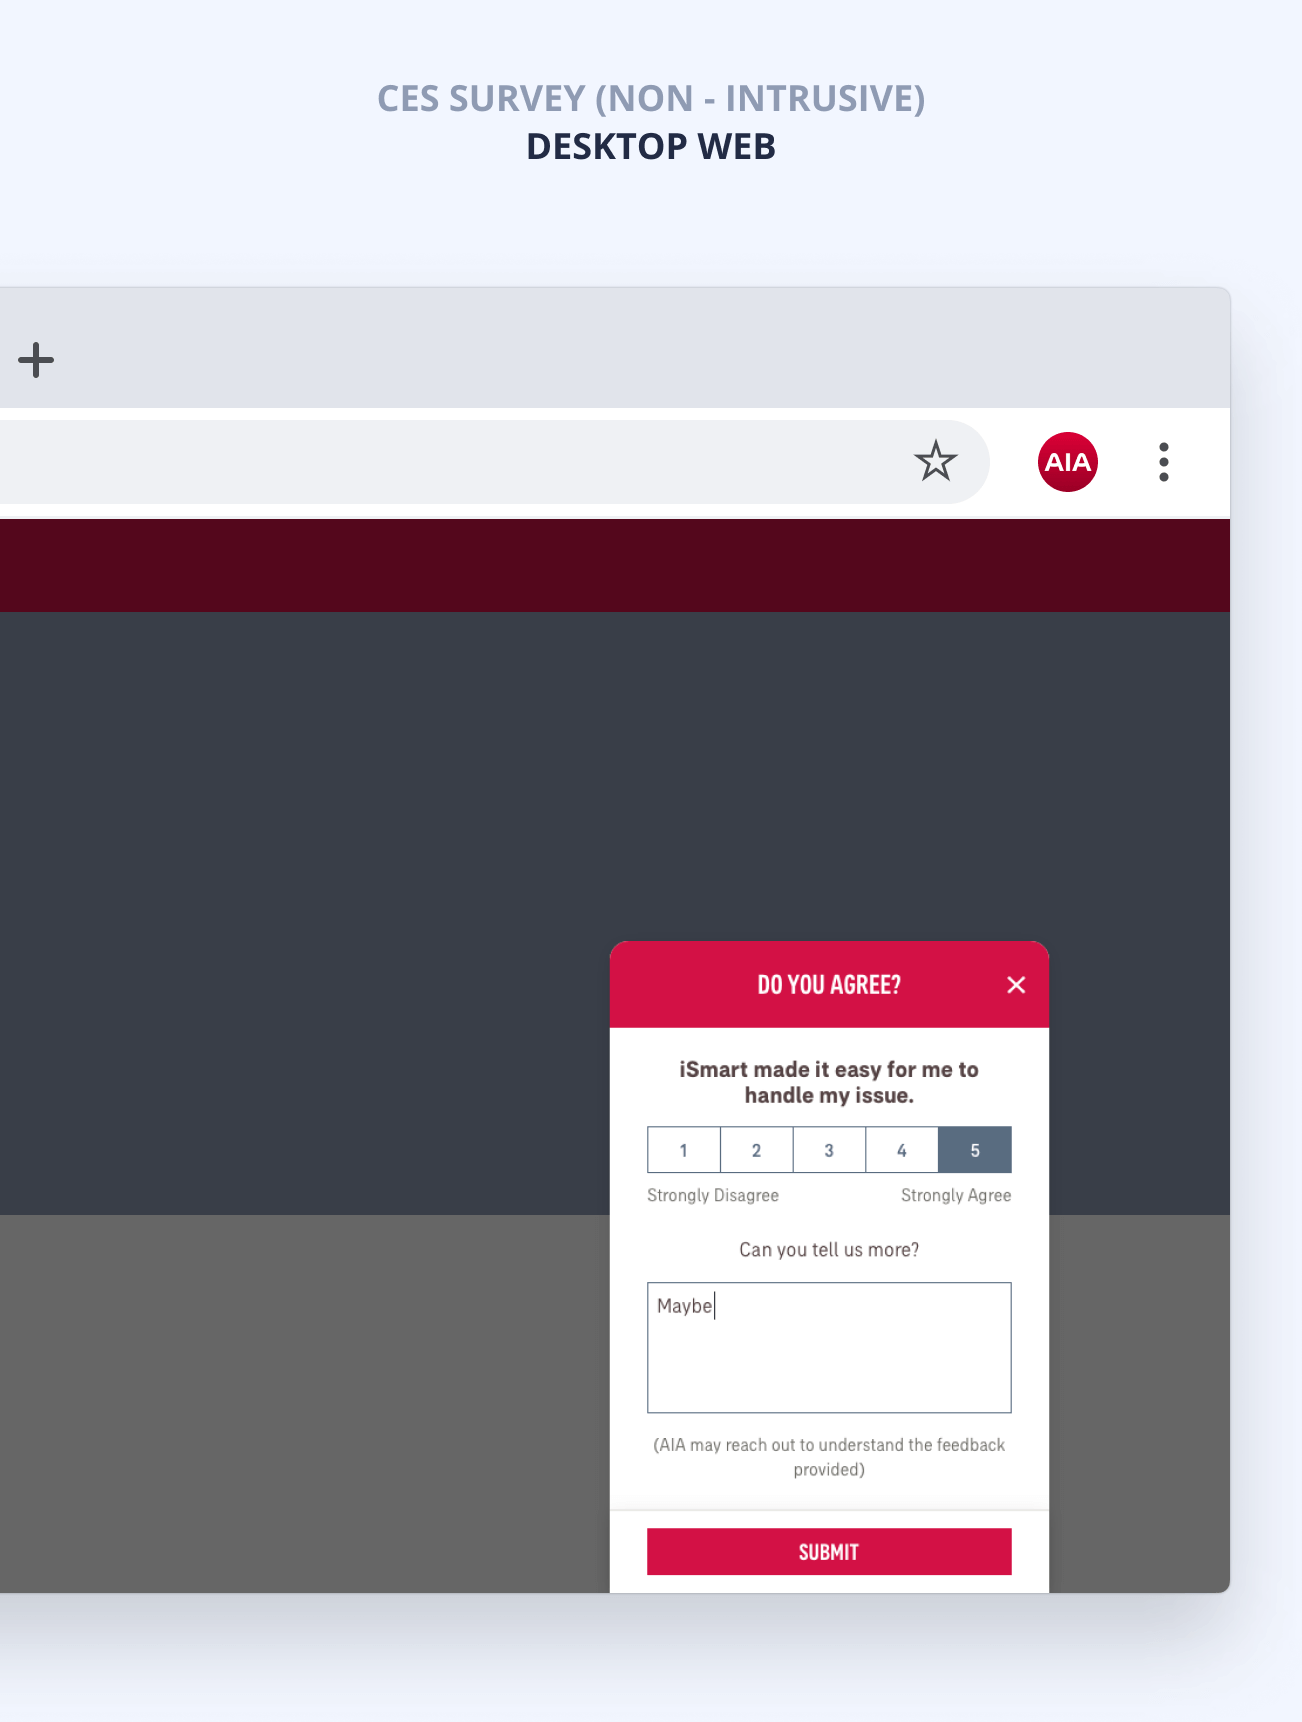 CES SURVEY (NON - INTRUSIVE)
DESKTOP WEB
AIA
DO YOU AGREE?
iSmart made it easy for me to
handle my issue.
1 2 3 4 5
Strongly Disagree Strongly Agree
Can you tell us more?
Maybe
(AIA may reach out to understand the feedback
provided)
SUBMIT